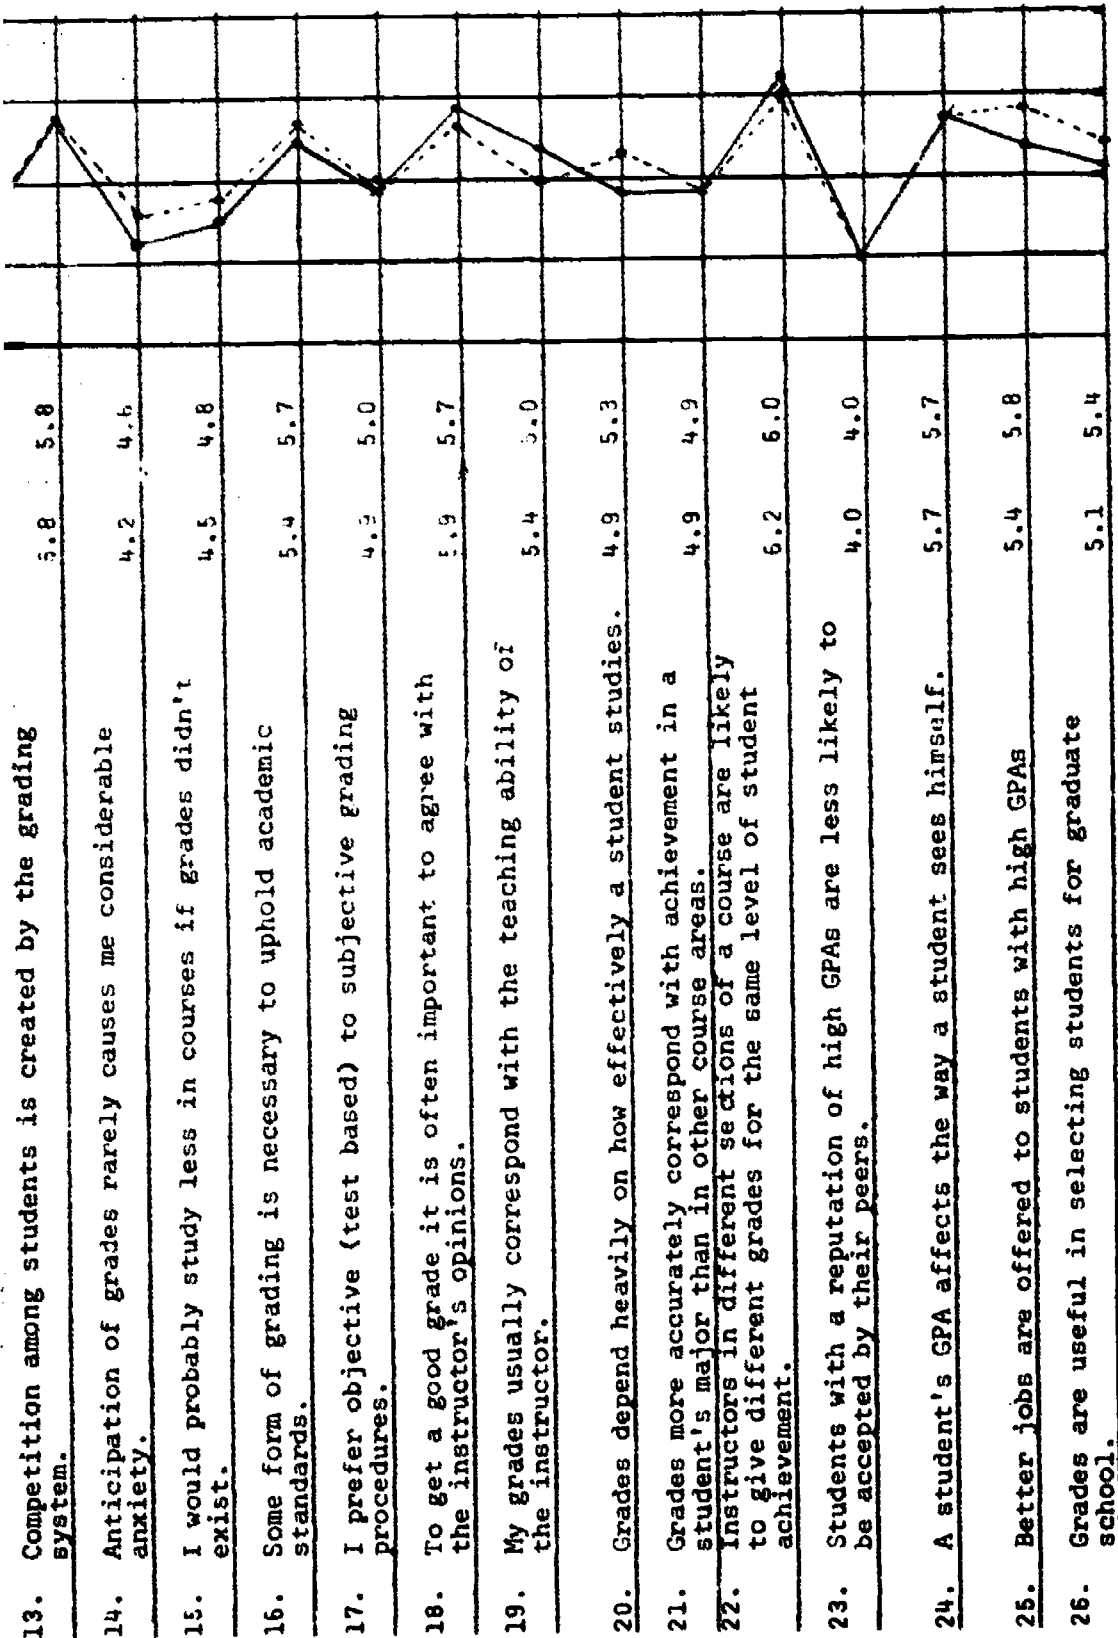 13. Competition among students is created by the grading
system. 5.8 5.8
14. Anticipation of grades rarely causes me considerable
anxiety. 4.2 4.6
15. I would probably study less in courses if grades didn't
exist. 4.5 4.8
16. Some form of grading is necessary to uphold academic
standards. 5.4 5.7
17. I prefer objective (test based) to subjective grading
procedures. 4.9 5.0
18. To get a good grade it is often important to agree with
the instructor's opinions. 5.9 5.7
19. My grades usually correspond with the teaching ability of
the instructor. 5.4 5.0
20. Grades depend heavily on how effectively a student studies. 4.9 5.3
21. Grades more accurately correspond with achievement in a
student's major than in other course areas. 4.9 4.9
22. Instructors in different sections of a course are likely
to give different grades for the same level of student
achievement. 6.2 6.0
23. Students with a reputation of high GPAs are less likely to
be accepted by their peers. 4.0 4.0
24. A student's GPA affects the way a student sees himself. 5.7 5.7
25. Better jobs are offered to students with high GPAs 5.4 5.8
26. Grades are useful in selecting students for graduate
school. 5.1 5.4